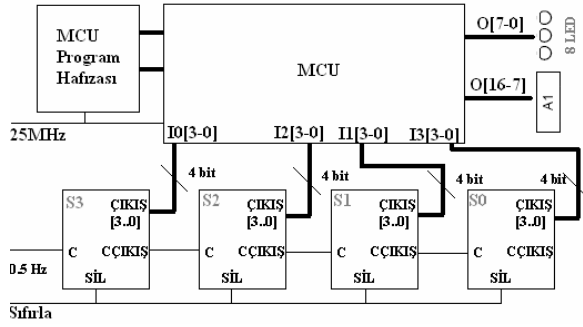 MCU
Program
Hafızası
MCU
O[7-0]
8 LED
O[16-7]
A1
25MHz
I0[3-0]
I2[3-0]
I1[3-0]
I3[3-0]
4 bit
4 bit
4 bit
4 bit
S3
ÇIKIŞ
[3..0]
C
CÇIKIŞ
SİL
S2
ÇIKIŞ
[3..0]
C
CÇIKIŞ
SİL
S1
ÇIKIŞ
[3..0]
C
CÇIKIŞ
SİL
S0
ÇIKIŞ
[3..0]
C
CÇIKIŞ
SİL
0.5 Hz
Sıfırla